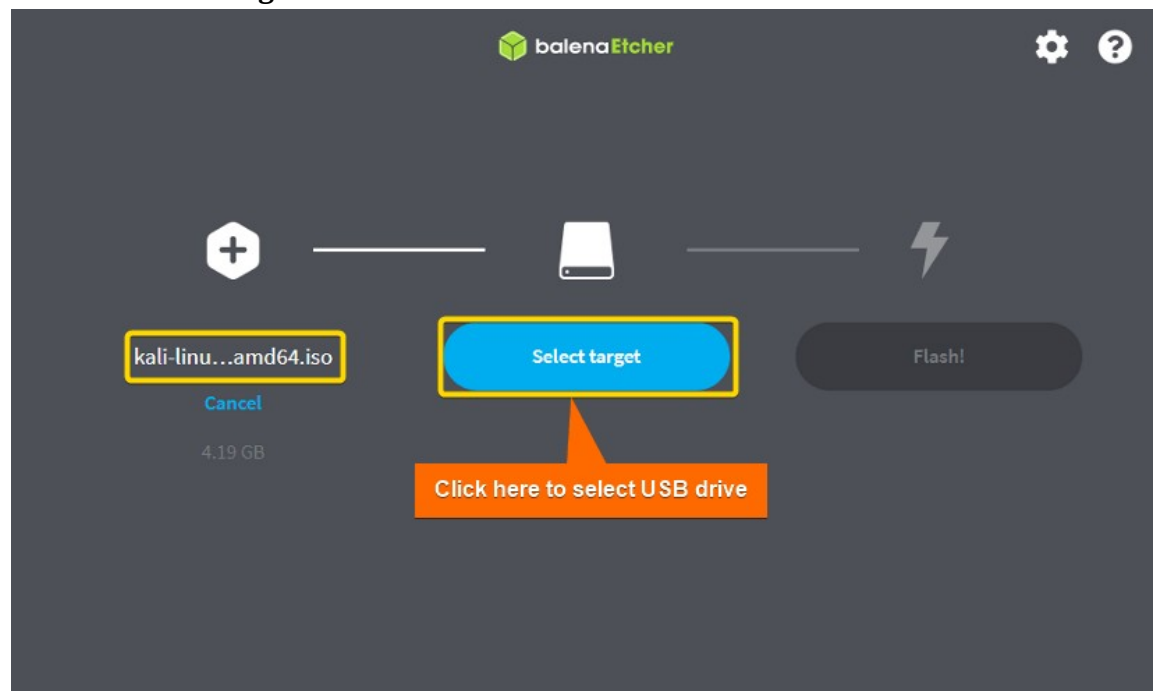 balenaEtcher
kali-linu...amd64.iso
Select target
Flash!
Cancel
4.19 GB
Click here to select USB drive